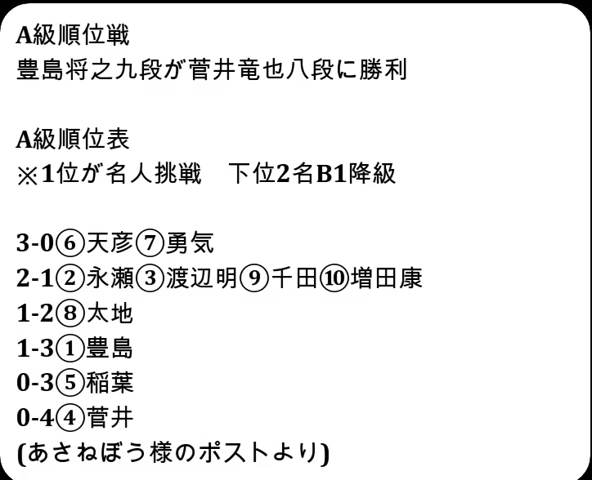 A級順位戦
豊島将之九段が菅井竜也八段に勝利
A級順位表
※1位が名人挑戦　下位2名B1降級
3-0⑥天彦⑦勇気
2-1②永瀬③渡辺明⑨千田⑩増田康
1-2⑧太地
1-3①豊島
0-3⑤稲葉
0-4④菅井
(あさねぼう様のポストより)